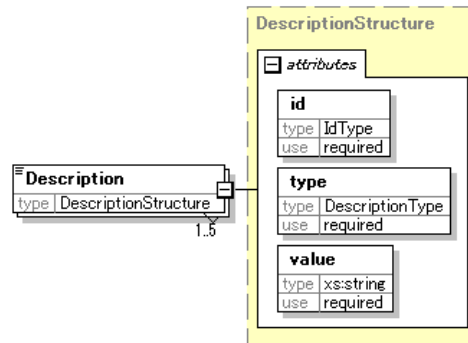 DescriptionStructure
attributes
id
type IdType
use required
type
type DescriptionType
use required
value
type xs:string
use required
Description
type DescriptionStructure
1..5